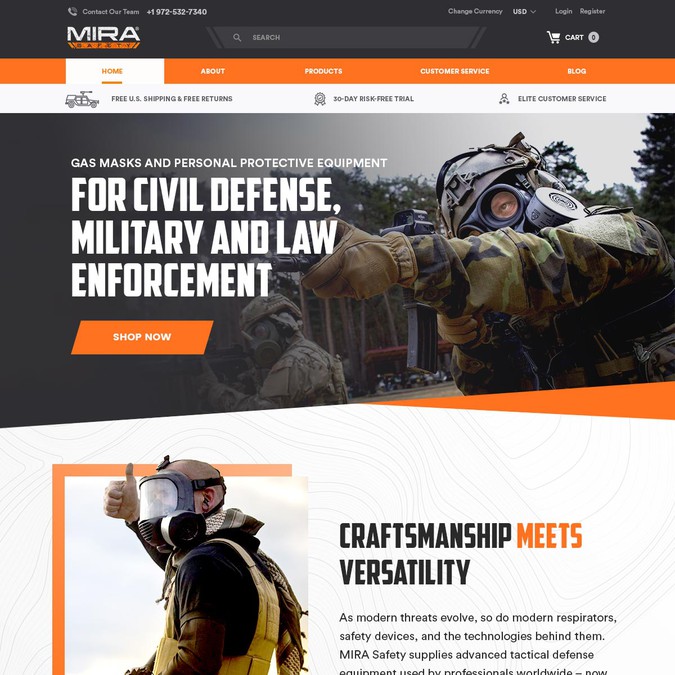 Contact Our Team +1 972-532-7340
Change Currency USD Login Register
MIRA
SAFETY
SEARCH
CART 0
HOME ABOUT PRODUCTS CUSTOMER SERVICE BLOG
FREE U.S. SHIPPING & FREE RETURNS 30-DAY RISK-FREE TRIAL ELITE CUSTOMER SERVICE
GAS MASKS AND PERSONAL PROTECTIVE EQUIPMENT
FOR CIVIL DEFENSE,
MILITARY AND LAW
ENFORCEMENT
SHOP NOW
CRAFTSMANSHIP MEETS
VERSATILITY
As modern threats evolve, so do modern respirators,
safety devices, and the technologies behind them.
MIRA Safety supplies advanced tactical defense
equipment used by professionals worldwide – now